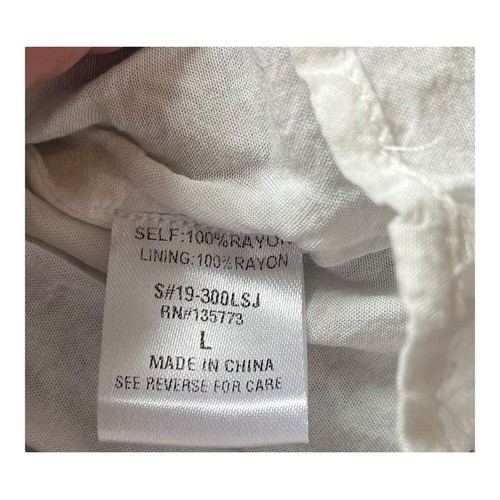 SELF:100%RAYON
LINING:100%RAYON
S#19-300LSJ
RN#135773
L
MADE IN CHINA
SEE REVERSE FOR CARE